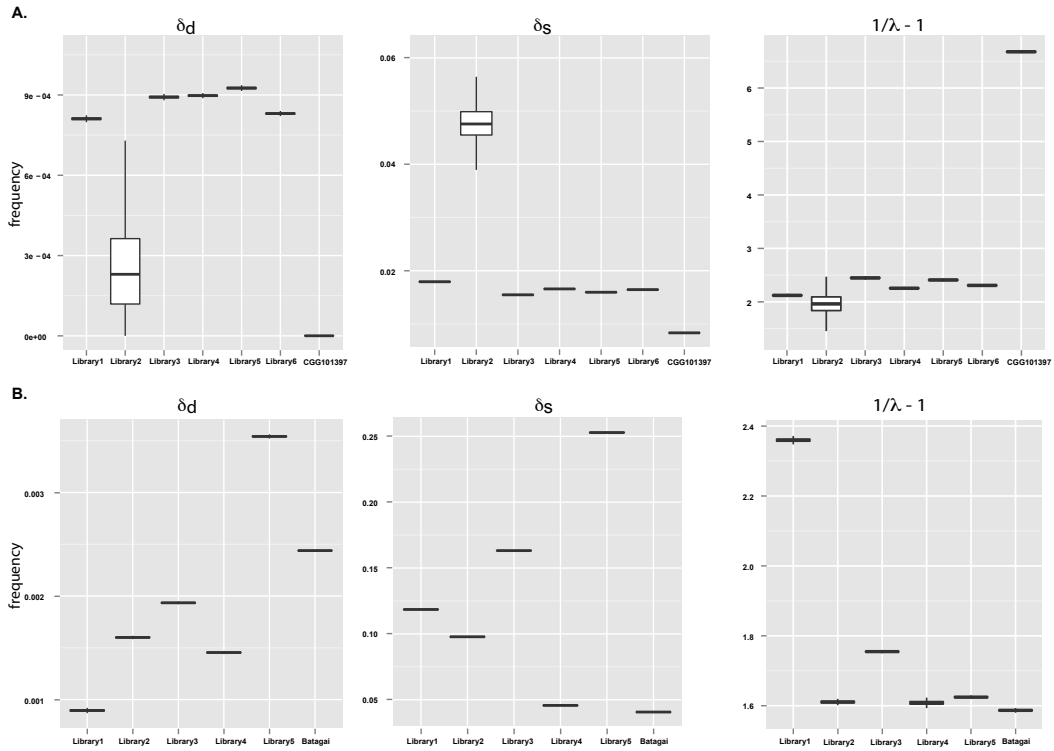 A.
δd
δs
1/λ - 1
frequency
9e −04
6e −04
3e −04
0e+00
0.06
0.04
0.02
6
5
4
3
2
Library1 Library2 Library3 Library4 Library5 Library6 CGG101397
Library1 Library2 Library3 Library4 Library5 Library6 CGG101397
Library1 Library2 Library3 Library4 Library5 Library6 CGG101397
B.
δd
δs
1/λ - 1
frequency
0.003
0.002
0.001
0.25
0.20
0.15
0.10
0.05
2.4
2.2
2.0
1.8
1.6
Library1 Library2 Library3 Library4 Library5 Batagai
Library1 Library2 Library3 Library4 Library5 Batagai
Library1 Library2 Library3 Library4 Library5 Batagai